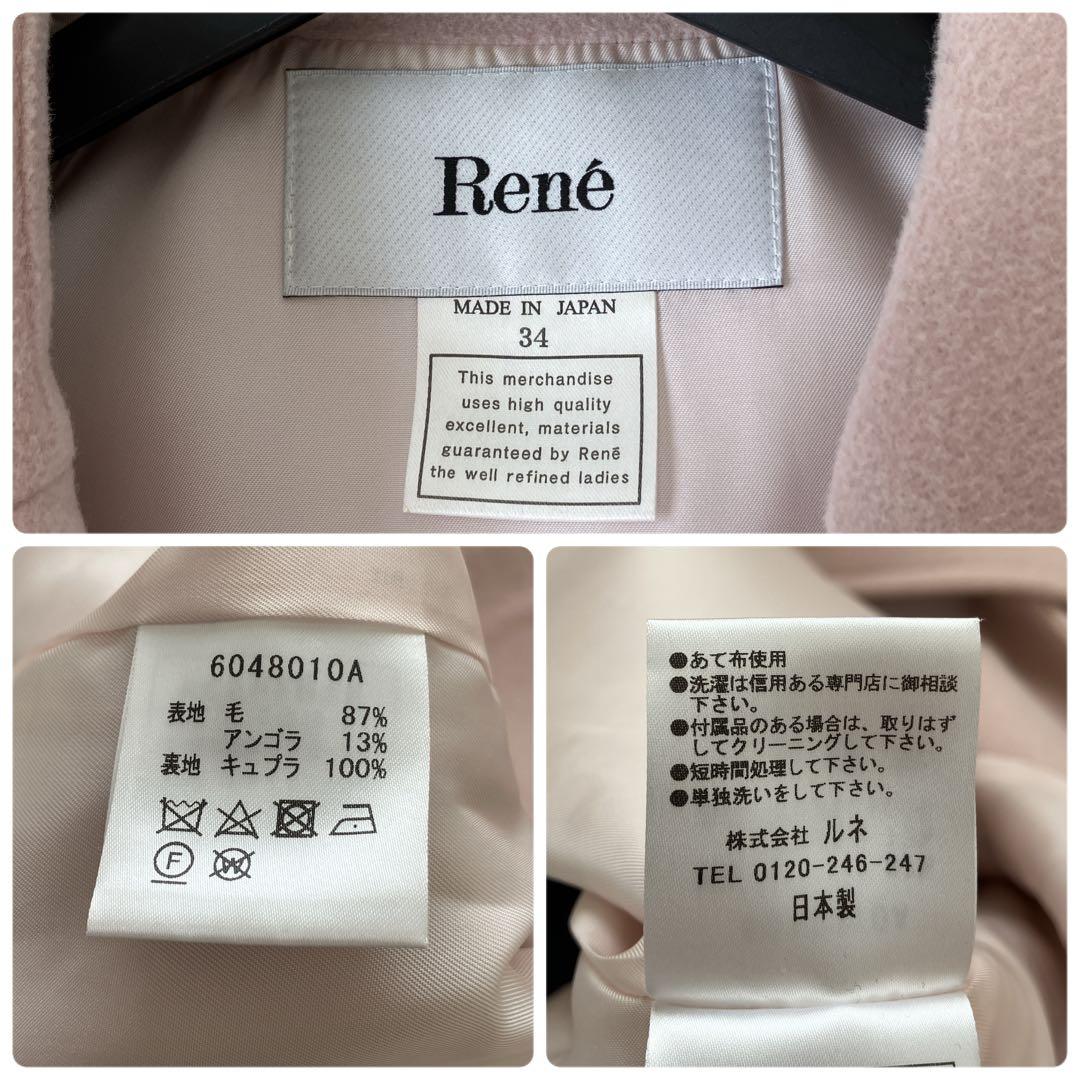 René
MADE IN JAPAN
34
This merchandise
uses high quality
excellent, materials
guaranteed by René
the well refined ladies
6048010A
表地 毛 87%
アンゴラ 13%
裏地 キュプラ 100%
F
W
●あて布使用
●洗濯は信用ある専門店に御相談
下さい。
●付属品のある場合は、取りはず
してクリーニングして下さい。
●短時間処理して下さい。
●単独洗いをして下さい。
株式会社 ルネ
TEL 0120-246-247
日本製